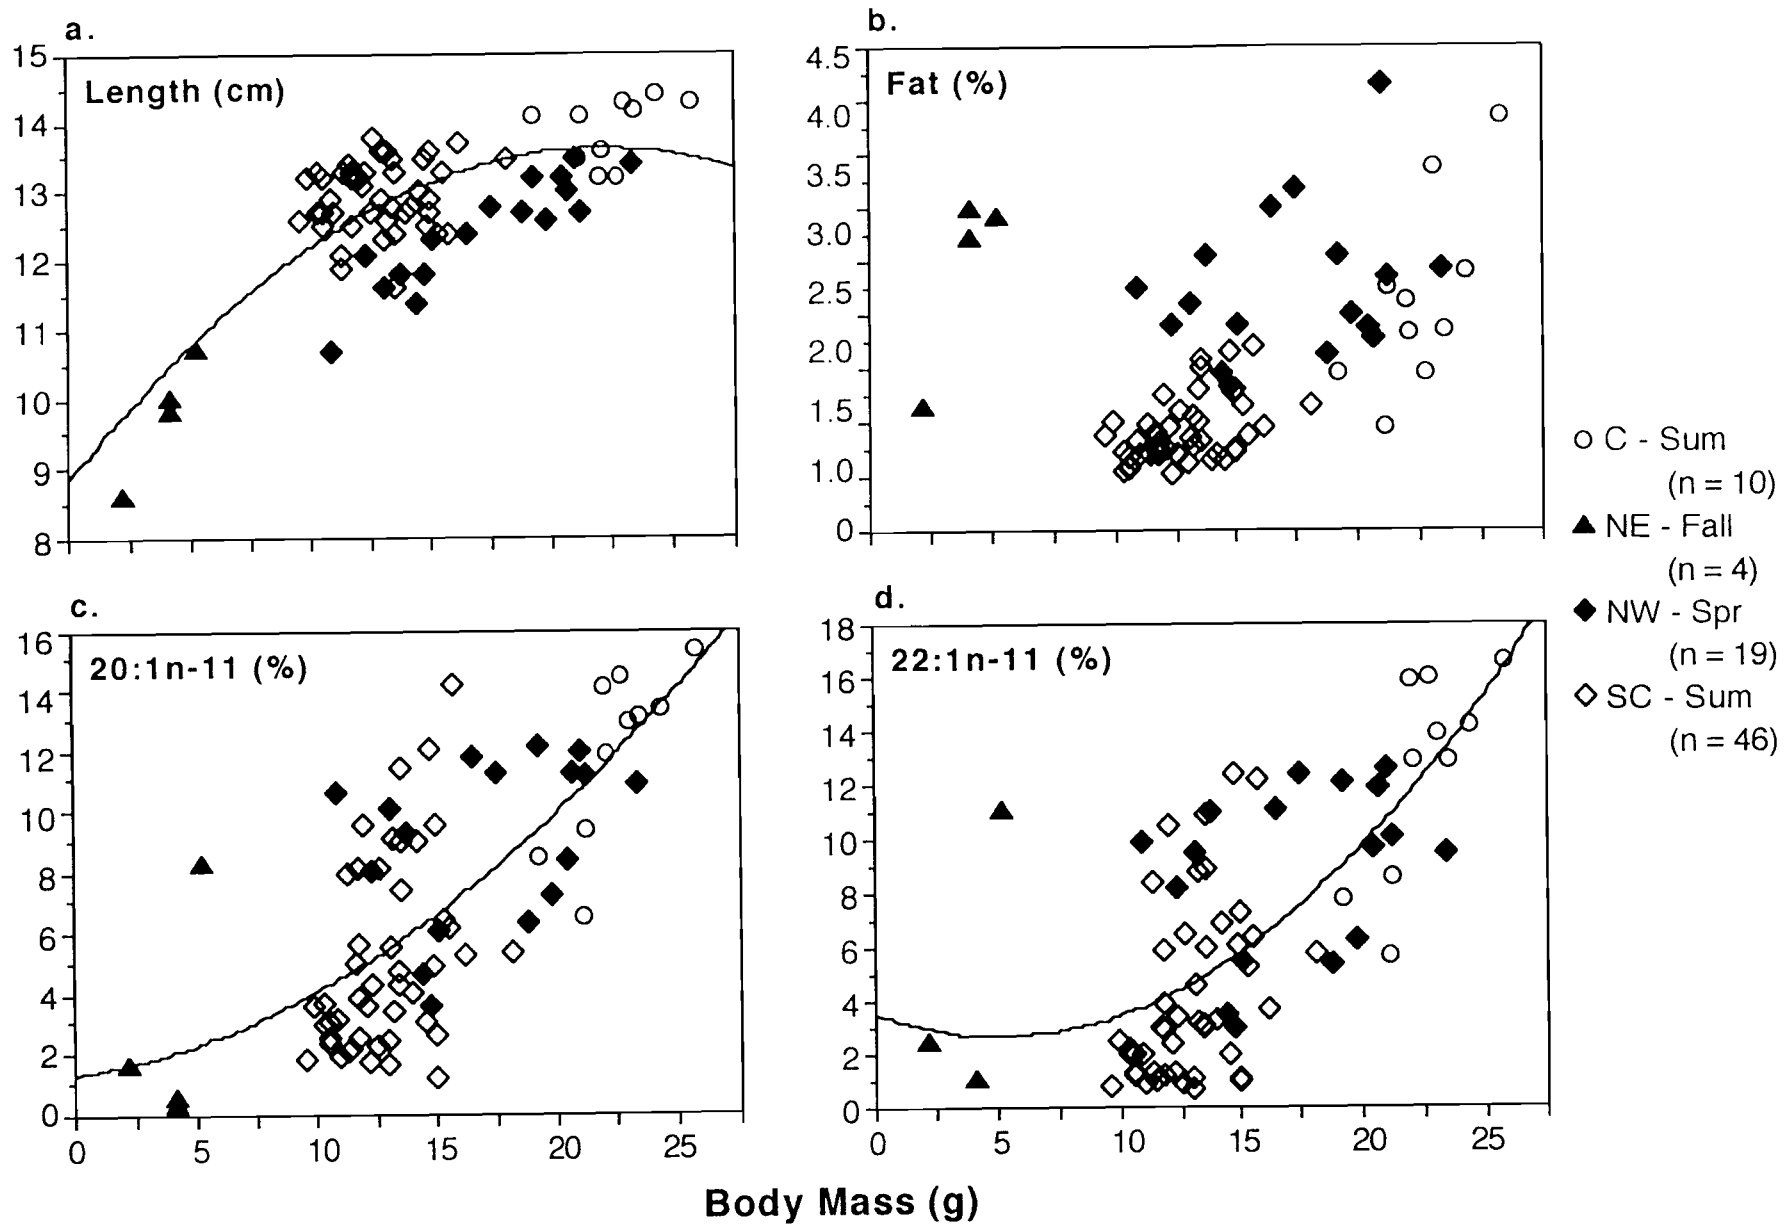 a.
15
Length (cm)
14
13
12
11
10
9
8
b.
4.5
Fat (%)
4.0
3.5
3.0
2.5
2.0
1.5
1.0
0
C - Sum
(n = 10)
NE - Fall
(n = 4)
NW - Spr
(n = 19)
SC - Sum
(n = 46)
c.
16
20:1n-11 (%)
14
12
10
8
6
4
2
0
0 5 10 15 20 25
d.
18
22:1n-11 (%)
16
14
12
10
8
6
4
2
0
0 5 10 15 20 25
Body Mass (g)